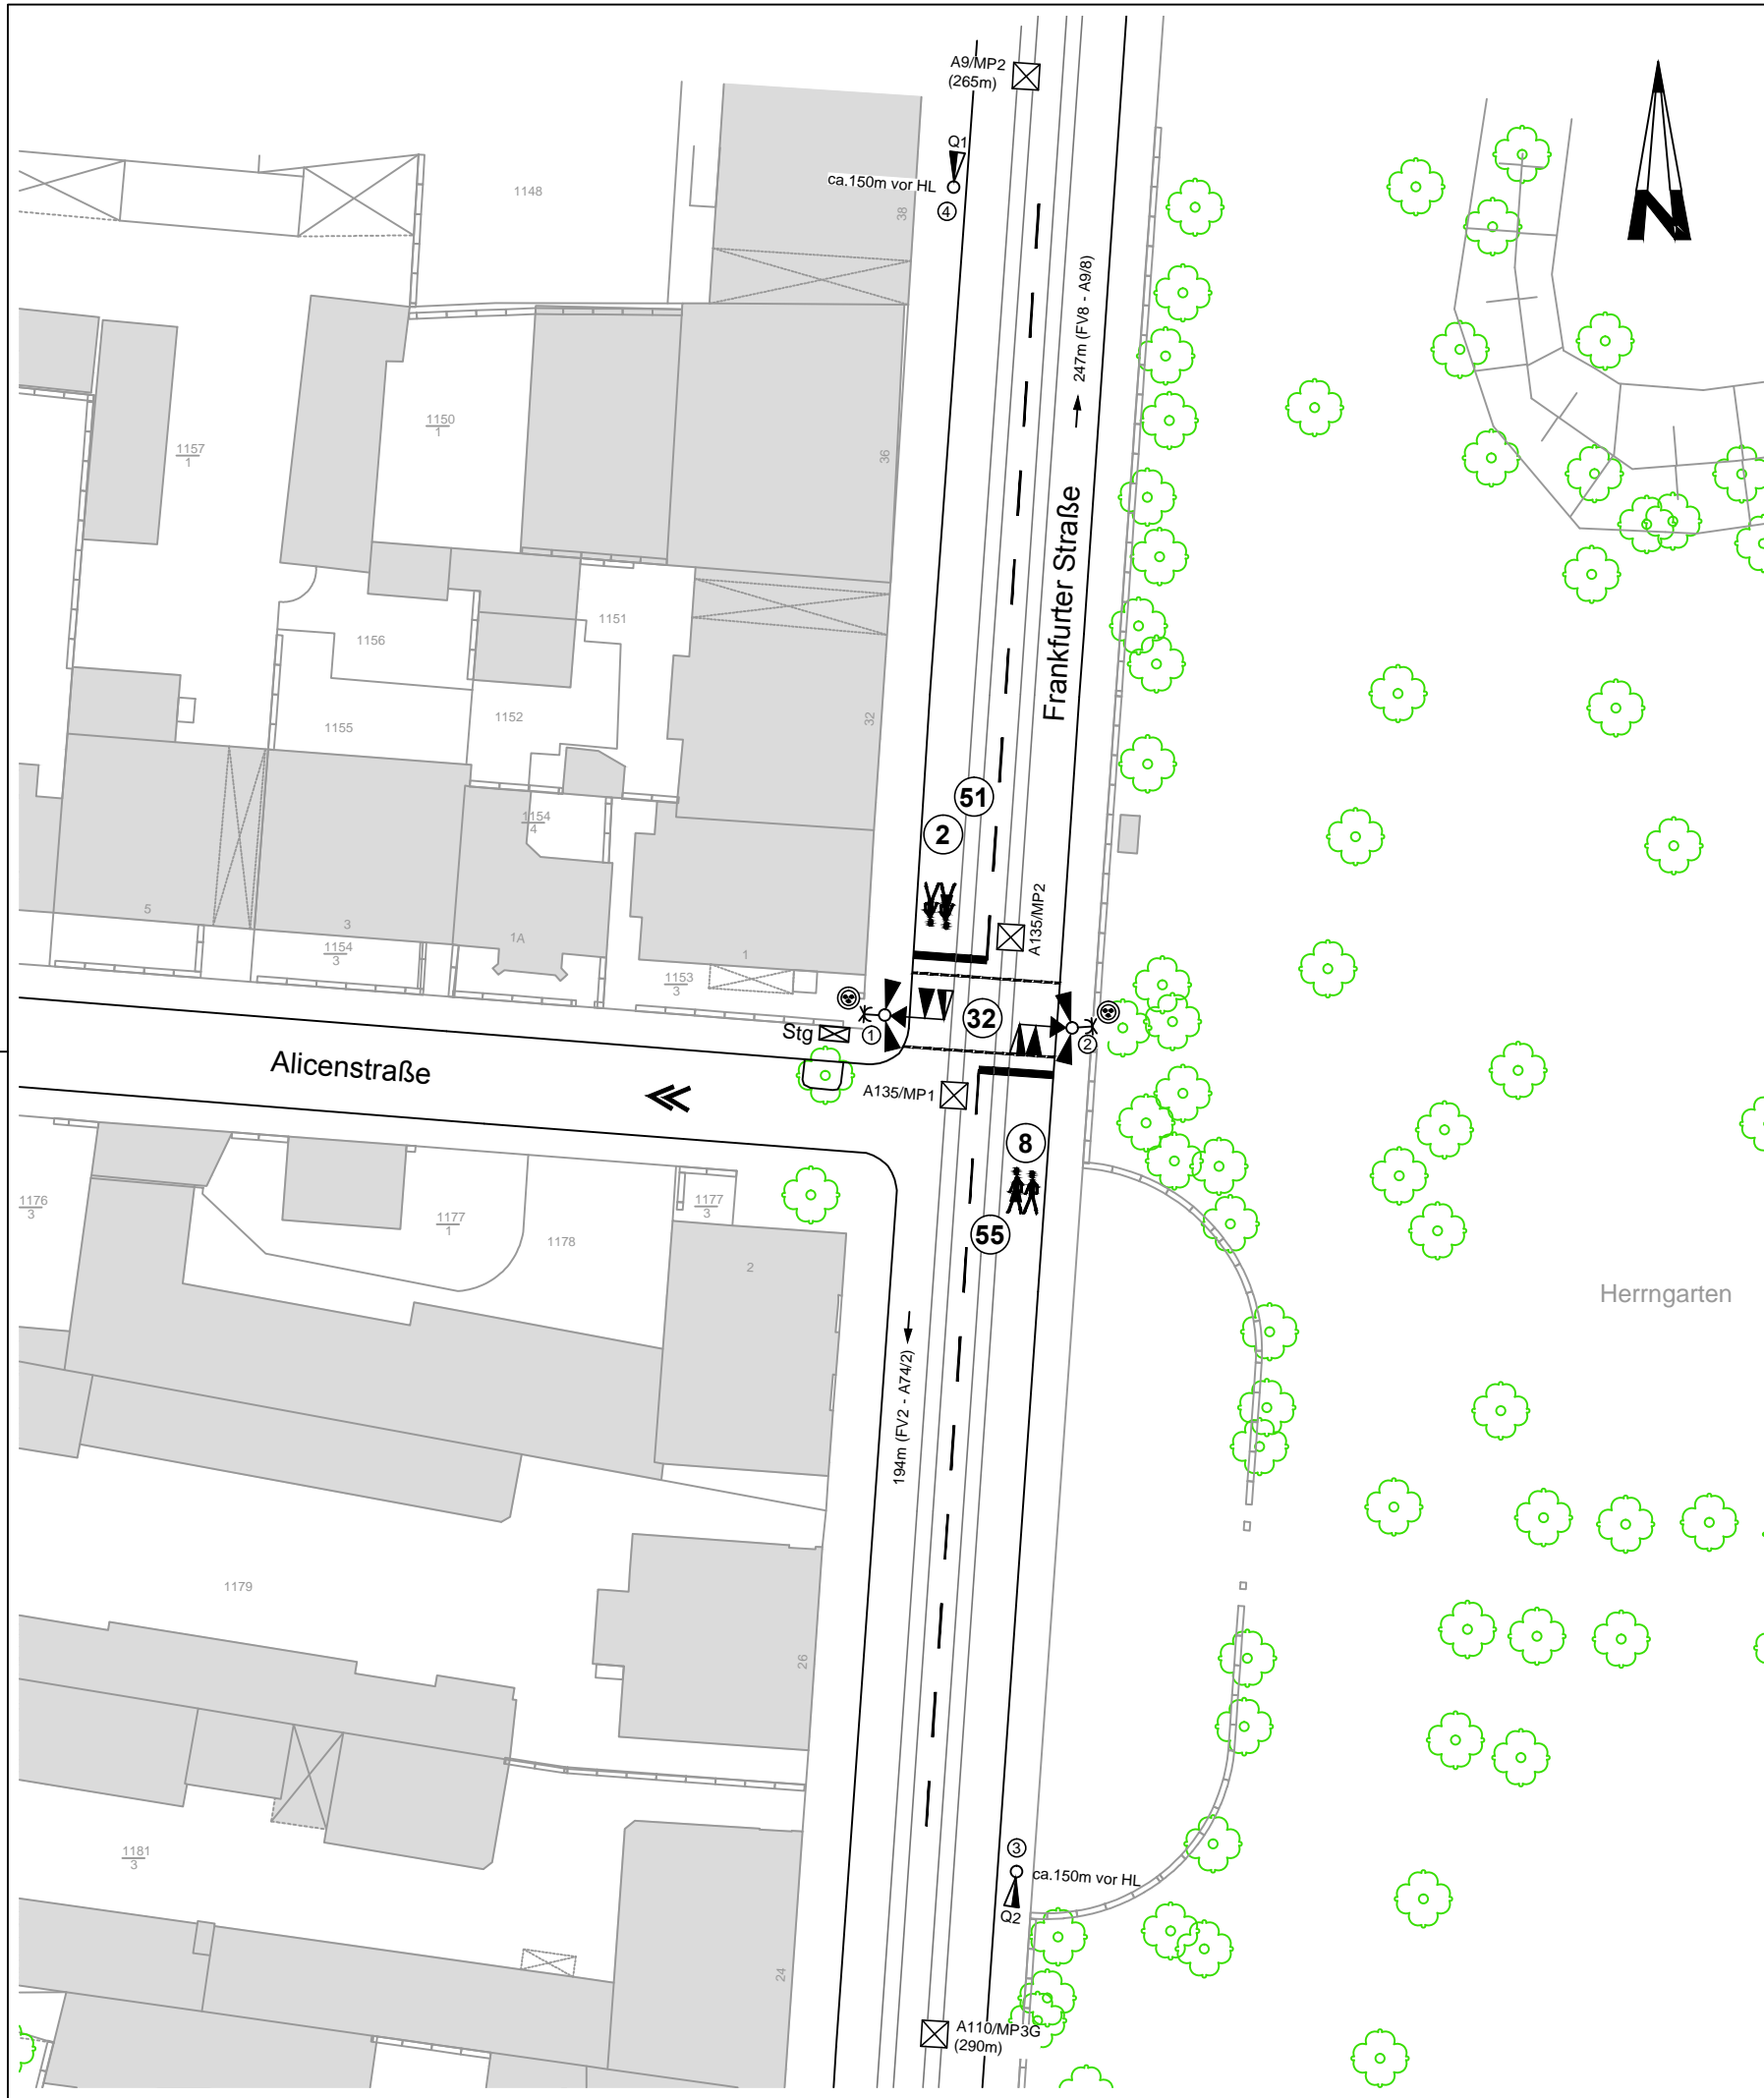 A9/MP2
(265m)
Q1
ca.150m vor HL
4
1148
38
247m (FV8 - A9/8)
N
1150
1
1157
1
36
Frankfurter Straße
1151
1156
1155
1152
32
51
2
1154
4
5
3
1A
1
1154
3
1153
3
A135/MP2
Stg
1
32
2
Alicenstraße
A135/MP1
8
55
1176
3
1177
1
1177
3
1178
2
Herrngarten
194m (FV2 - A74/2)
1179
26
1181
3
3
ca.150m vor HL
Q2
24
A110/MP3G
(290m)